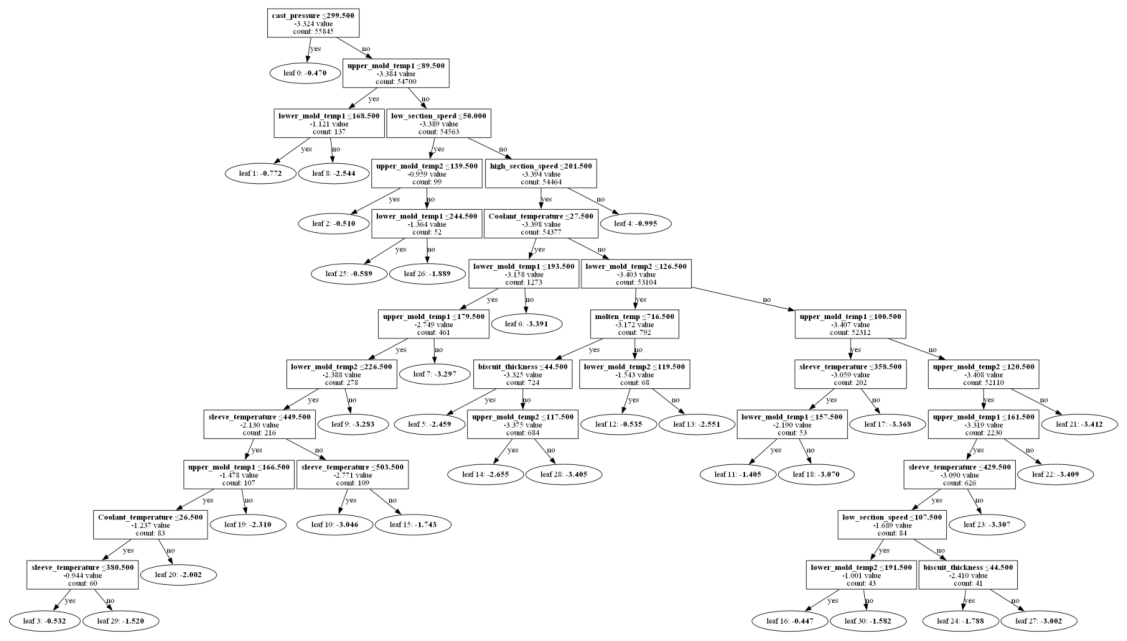 cast_pressure ≤299.500
-3.324 value
count: 55845
yes
no
leaf 0: -0.470
upper_mold_temp1 ≤89.500
-3.384 value
count: 54700
yes
no
lower_mold_temp1 ≤168.500
-1.121 value
count: 137
low_section_speed ≤50.000
-3.389 value
count: 54563
yes
no
yes
no
leaf 1: -0.772
leaf 8: -2.544
upper_mold_temp2 ≤139.500
-0.959 value
count: 99
high_section_speed ≤201.500
-3.394 value
count: 54464
yes
no
yes
no
leaf 2: -0.510
lower_mold_temp1 ≤244.500
-1.364 value
count: 52
Coolant_temperature ≤27.500
-3.398 value
count: 54377
leaf 4: -0.995
yes
no
yes
no
leaf 25: -0.589
leaf 26: -1.889
lower_mold_temp1 ≤193.500
-3.158 value
count: 1273
lower_mold_temp2 ≤126.500
-3.403 value
count: 53104
yes
no
yes
no
upper_mold_temp1 ≤179.500
-2.749 value
count: 461
leaf 6: -3.391
molten_temp ≤716.500
-3.172 value
count: 792
upper_mold_temp1 ≤100.500
-3.407 value
count: 52312
yes
no
yes
no
yes
no
lower_mold_temp2 ≤226.500
-2.388 value
count: 278
leaf 7: -3.297
biscuit_thickness ≤44.500
-3.325 value
count: 724
lower_mold_temp2 ≤119.500
-1.543 value
count: 68
sleeve_temperature ≤358.500
-3.059 value
count: 202
upper_mold_temp2 ≤120.500
-3.408 value
count: 52110
yes
no
yes
no
yes
no
yes
no
yes
no
sleeve_temperature ≤449.500
-2.130 value
count: 216
leaf 9: -3.283
leaf 5: -2.459
upper_mold_temp2 ≤117.500
-3.375 value
count: 684
leaf 12: -0.535
leaf 13: -2.551
lower_mold_temp1 ≤157.500
-2.190 value
count: 53
leaf 17: -3.368
upper_mold_temp1 ≤161.500
-3.319 value
count: 2230
leaf 21: -3.412
yes
no
yes
no
yes
no
yes
no
upper_mold_temp1 ≤166.500
-1.478 value
count: 107
sleeve_temperature ≤503.500
-2.771 value
count: 109
leaf 14: -2.655
leaf 28: -3.405
leaf 11: -1.405
leaf 18: -3.070
sleeve_temperature ≤429.500
-3.090 value
count: 626
leaf 22: -3.409
yes
no
yes
no
yes
no
Coolant_temperature ≤26.500
-1.237 value
count: 83
leaf 19: -2.310
leaf 10: -3.046
leaf 15: -1.743
low_section_speed ≤107.500
-1.689 value
count: 84
leaf 23: -3.307
yes
no
yes
no
sleeve_temperature ≤380.500
-0.944 value
count: 60
leaf 20: -2.002
lower_mold_temp2 ≤191.500
-1.001 value
count: 43
biscuit_thickness ≤44.500
-2.410 value
count: 41
yes
no
yes
no
yes
no
leaf 3: -0.532
leaf 29: -1.520
leaf 16: -0.447
leaf 30: -1.582
leaf 24: -1.788
leaf 27: -3.002